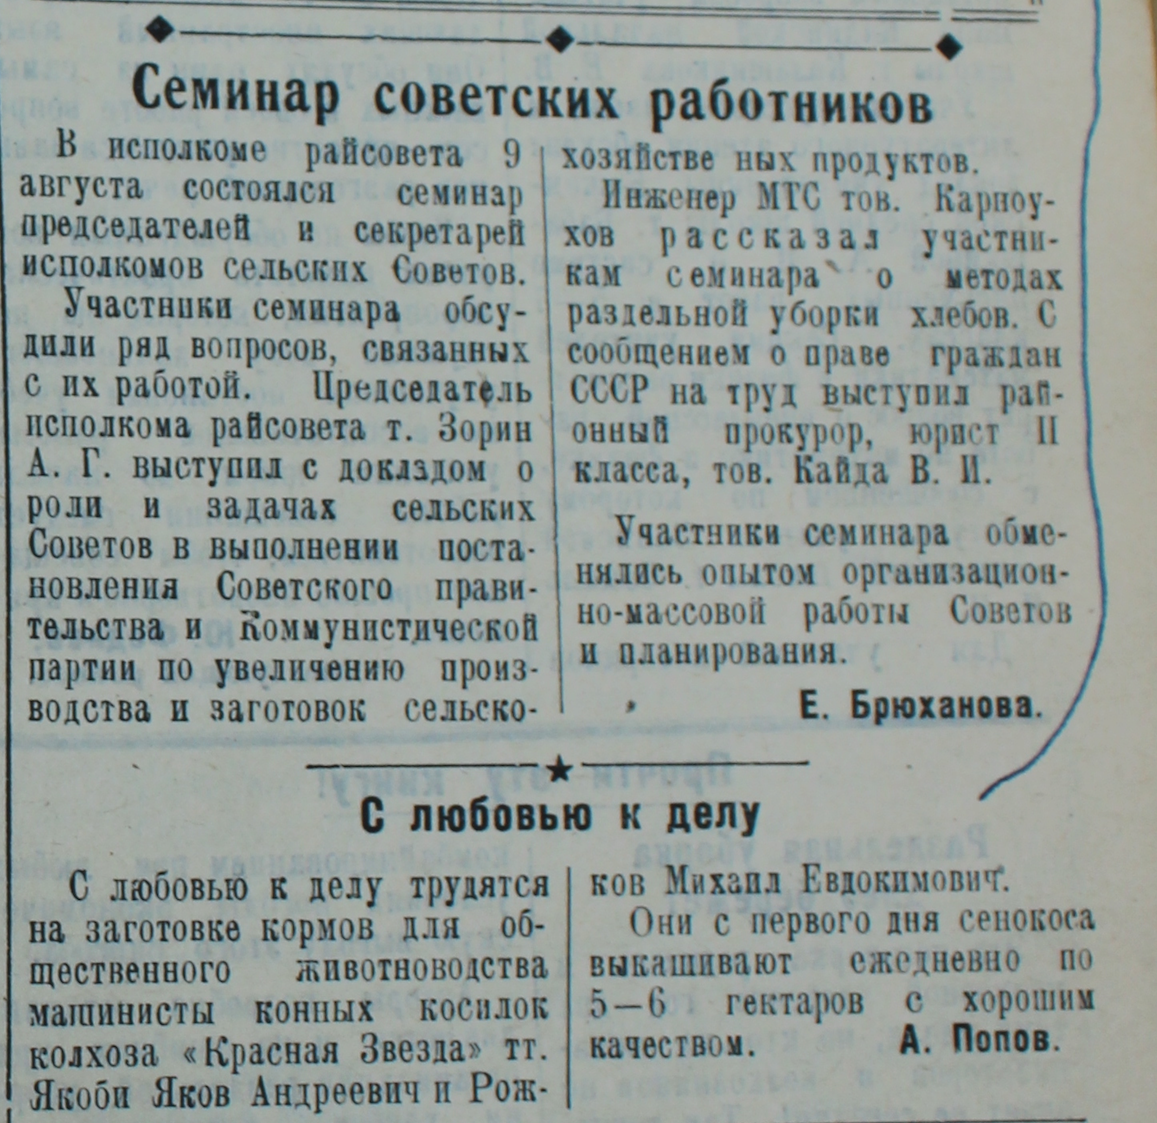 Семинар советских работников
В исполкоме райсовета 9
августа состоялся семинар
председателей и секретарей
исполкомов сельских Советов.
Участники семинара обсу-
дили ряд вопросов, связанных
с их работой. Председатель
исполкома райсовета т. Зорин
А. Г. выступил с докладом о
роли и задачах сельских
Советов в выполнении поста-
новления Советского прави-
тельства и Коммунистической
партии по увеличению произ-
водства и заготовок сельско-
хозяйстве ных продуктов.
Инженер МТС тов. Карноу-
хов рассказал участни-
кам семинара о методах
раздельной уборки хлебов. С
сообщением о праве граждан
СССР на труд выступил рай-
онный прокурор, юрист II
класса, тов. Кайда В. И.
Участники семинара обме-
нялись опытом организацион-
но-массовой работы Советов
и планирования.
Е. Брюханова.
С любовью к делу
С любовью к делу трудятся
на заготовке кормов для об-
щественного животноводства
машинисты конных косилок
колхоза «Красная Звезда» тт.
Якоби Яков Андреевич и Рож-
ков Михаил Евдокимович.
Они с первого дня сенокоса
выкашивают ежедневно по
5—6 гектаров с хорошим
качеством. А. Попов.